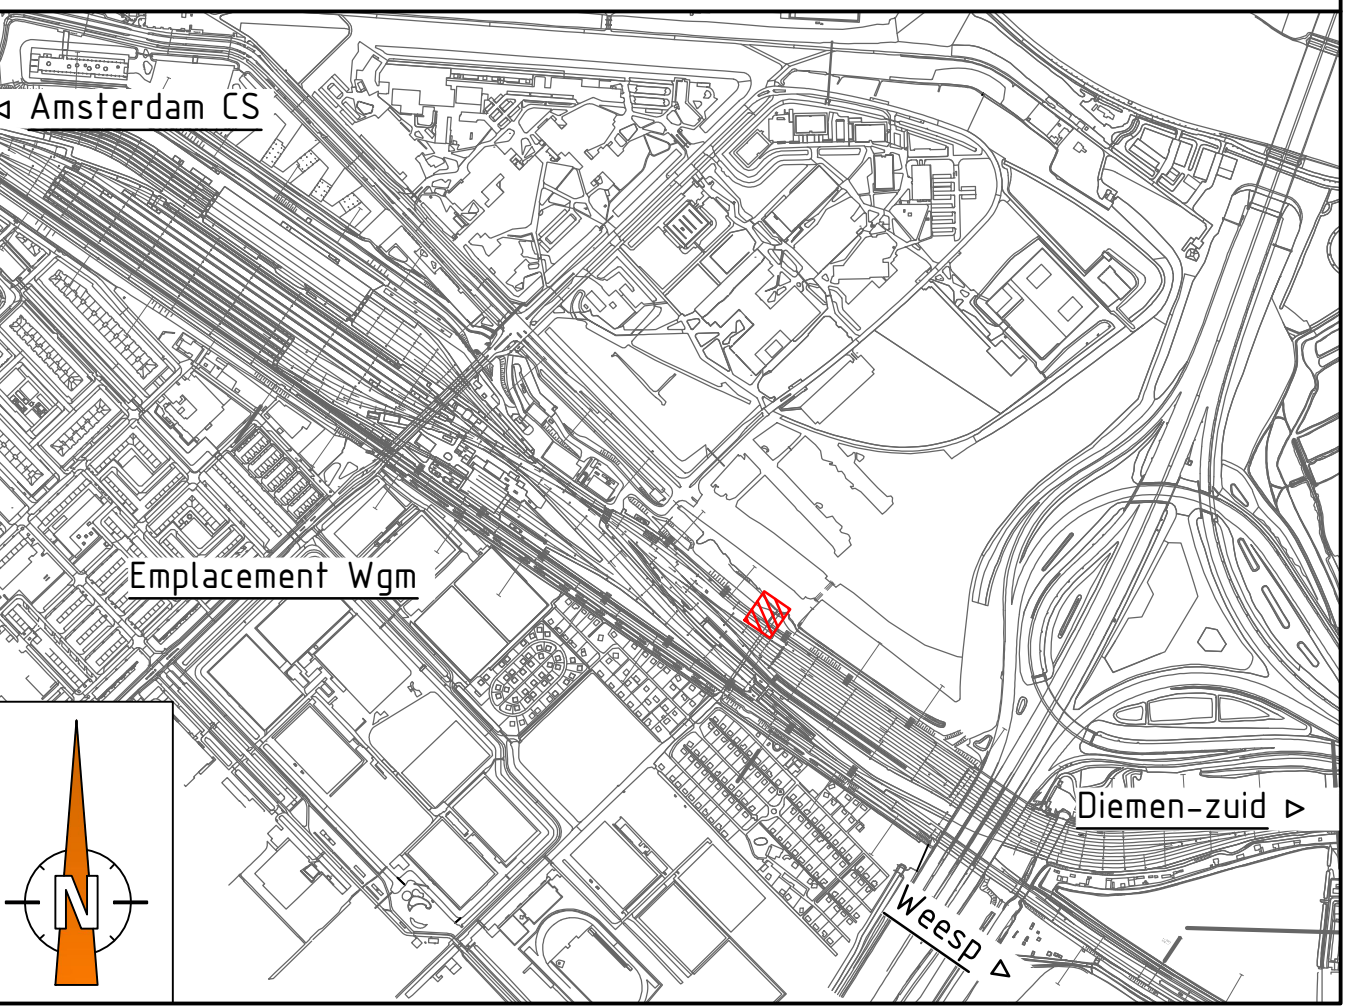 ◁ Amsterdam CS
Emplacement Wgm
Diemen-zuid ▷
Weesp ▷
N